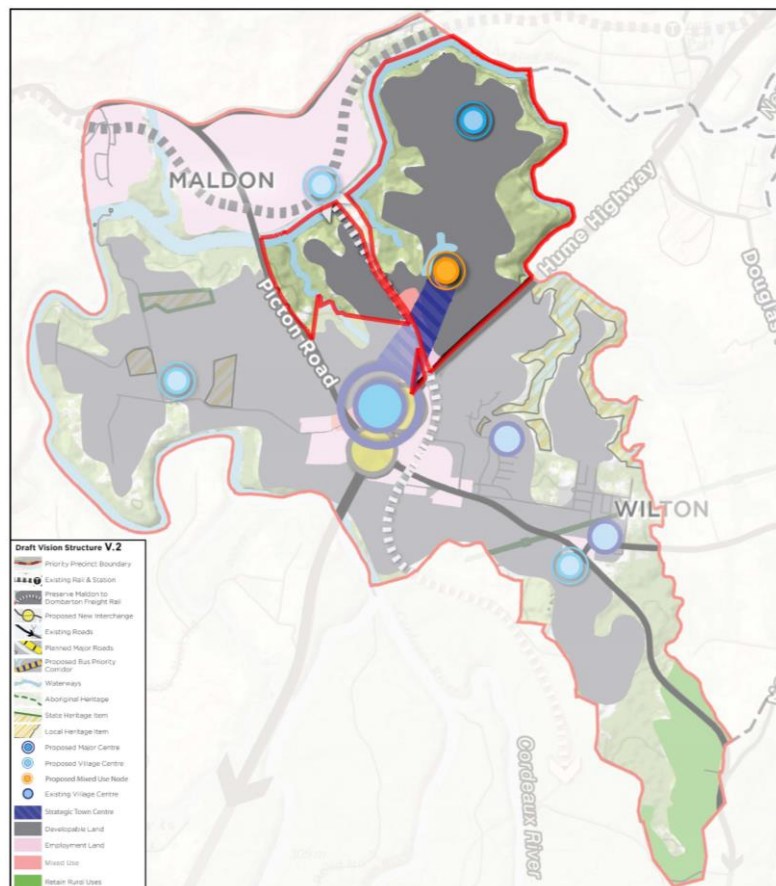 MALDON
Hume Highway
Douglas
Picton Road
WILTON
Cordeaux River
Draft Vision Structure V.2
Priority Precinct Boundary
Existing Rail & Station
Preserve Maldon to
Domberton Freight Rail
Proposed New Interchange
Existing Roads
Planned Major Roads
Proposed Bus Priority
Corridor
Waterways
Aboriginal Heritage
State Heritage Item
Local Heritage Item
Proposed Major Centre
Proposed Village Centre
Proposed Mixed Use Node
Existing Village Centre
Strategic Town Centre
Developable Land
Employment Land
Mixed Use
Retain Rural Uses